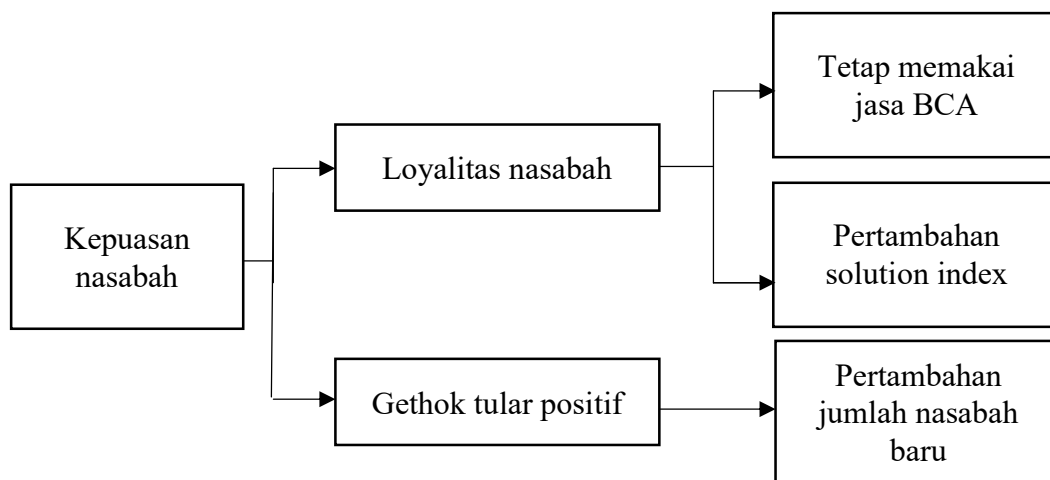 Kepuasan
nasabah
Loyalitas nasabah
Gethok tular positif
Tetap memakai
jasa BCA
Pertambahan
solution index
Pertambahan
jumlah nasabah
baru